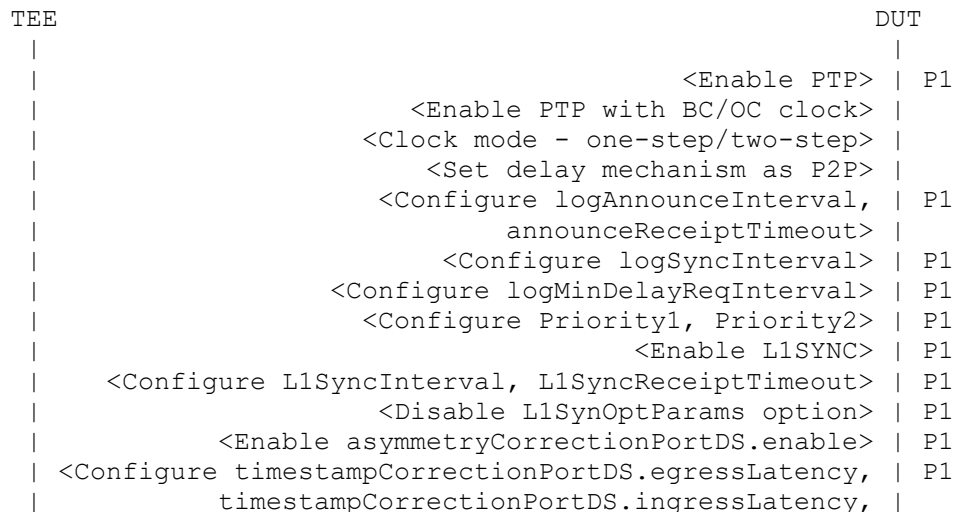 TEE                                                  DUT
 |                                                    |
 |                                       <Enable PTP> | P1
 |                      <Enable PTP with BC/OC clock> |
 |                   <Clock mode - one-step/two-step> |
 |                       <Set delay mechanism as P2P> |
 |                    <Configure logAnnounceInterval, | P1
 |                            announceReceiptTimeout> |
 |                        <Configure logSyncInterval> | P1
 |                 <Configure logMinDelayReqInterval> | P1
 |                   <Configure Priority1, Priority2> | P1
 |                                    <Enable L1SYNC> | P1
 |    <Configure L1SyncInterval, L1SyncReceiptTimeout> | P1
 |                    <Disable L1SynOptParams option> | P1
 |          <Enable asymmetryCorrectionPortDS.enable> | P1
 | <Configure timestampCorrectionPortDS.egressLatency, | P1
 |          timestampCorrectionPortDS.ingressLatency, |